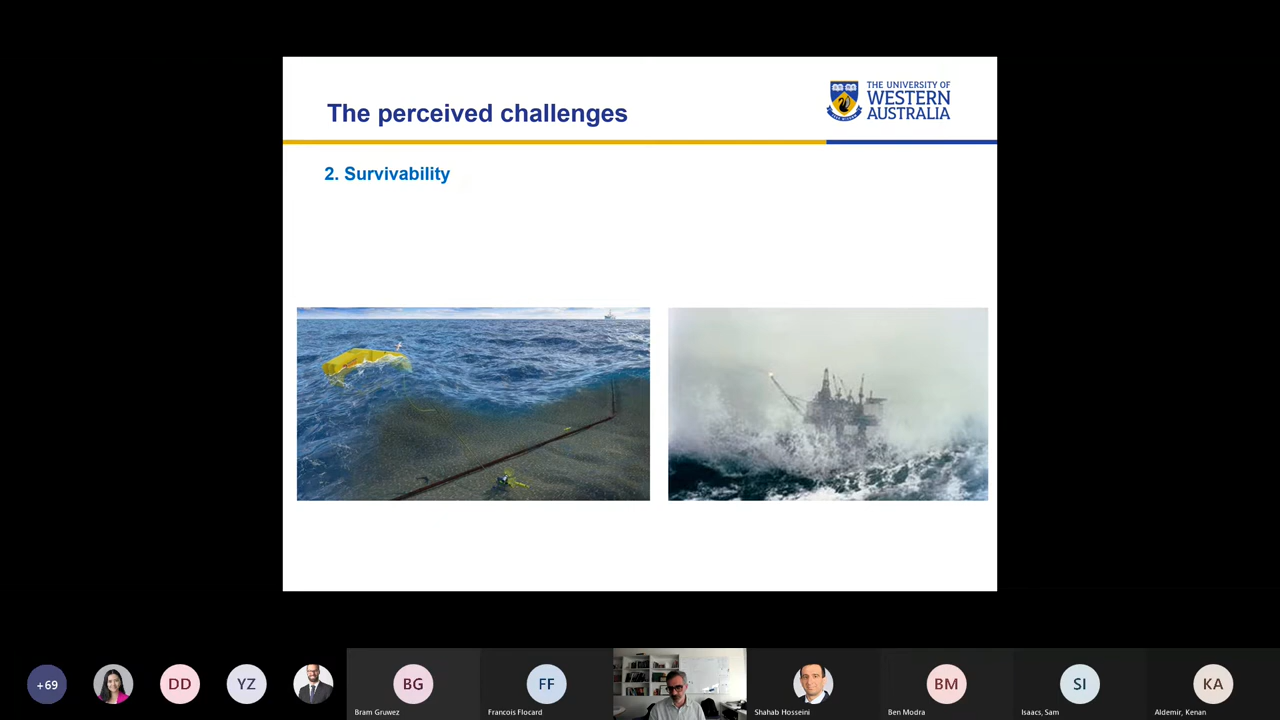 The perceived challenges
THE UNIVERSITY OF
WESTERN
AUSTRALIA
2. Survivability
+69
DD
YZ
BG
FF
BM
SI
KA
Bram Gruwez
Francois Flocard
Shahab Hosseini
Ben Modra
Isaacs, Sam
Aldemir, Kenan